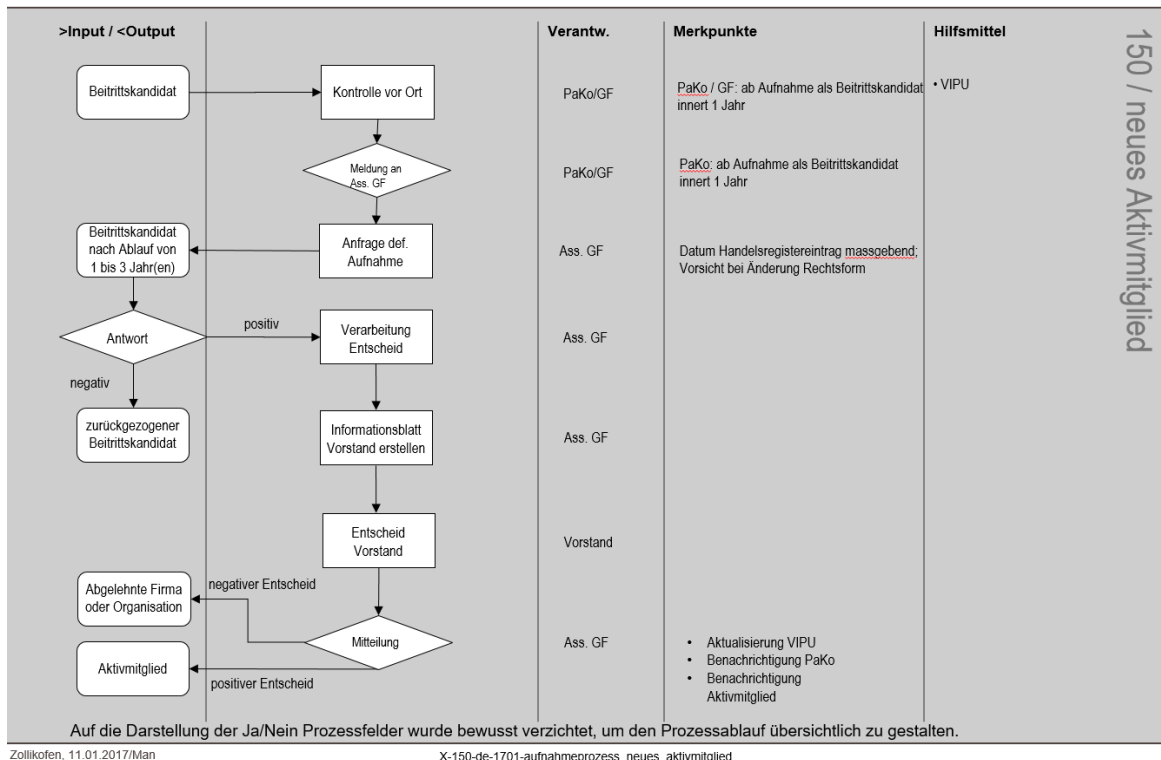 >Input / <Output
Verantw.
Merkpunkte
Hilfsmittel
150 / neues Aktivmitglied
Beitrittskandidat
Kontrolle vor Ort
PaKo/GF
PaKo / GF: ab Aufnahme als Beitrittskandidat
innert 1 Jahr
• VIPU
Meldung an
Ass. GF
PaKo/GF
PaKo: ab Aufnahme als Beitrittskandidat
innert 1 Jahr
Beitrittskandidat
nach Ablauf von
1 bis 3 Jahr(en)
Anfrage def.
Aufnahme
Ass. GF
Datum Handelsregistereintrag massgebend;
Vorsicht bei Änderung Rechtsform
Antwort
positiv
Verarbeitung
Entscheid
Ass. GF
negativ
zurückgezogener
Beitrittskandidat
Informationsblatt
Vorstand erstellen
Ass. GF
Entscheid
Vorstand
Vorstand
Abgelehnte Firma
oder Organisation
negativer Entscheid
Mitteilung
Ass. GF
• Aktualisierung VIPU
• Benachrichtigung PaKo
• Benachrichtigung
Aktivmitglied
Aktivmitglied
positiver Entscheid
Auf die Darstellung der Ja/Nein Prozessfelder wurde bewusst verzichtet, um den Prozessablauf übersichtlich zu gestalten.
Zollikofen, 11.01.2017/Man
X-150-de-1701-aufnahmeprozess_neues_aktivmitglied